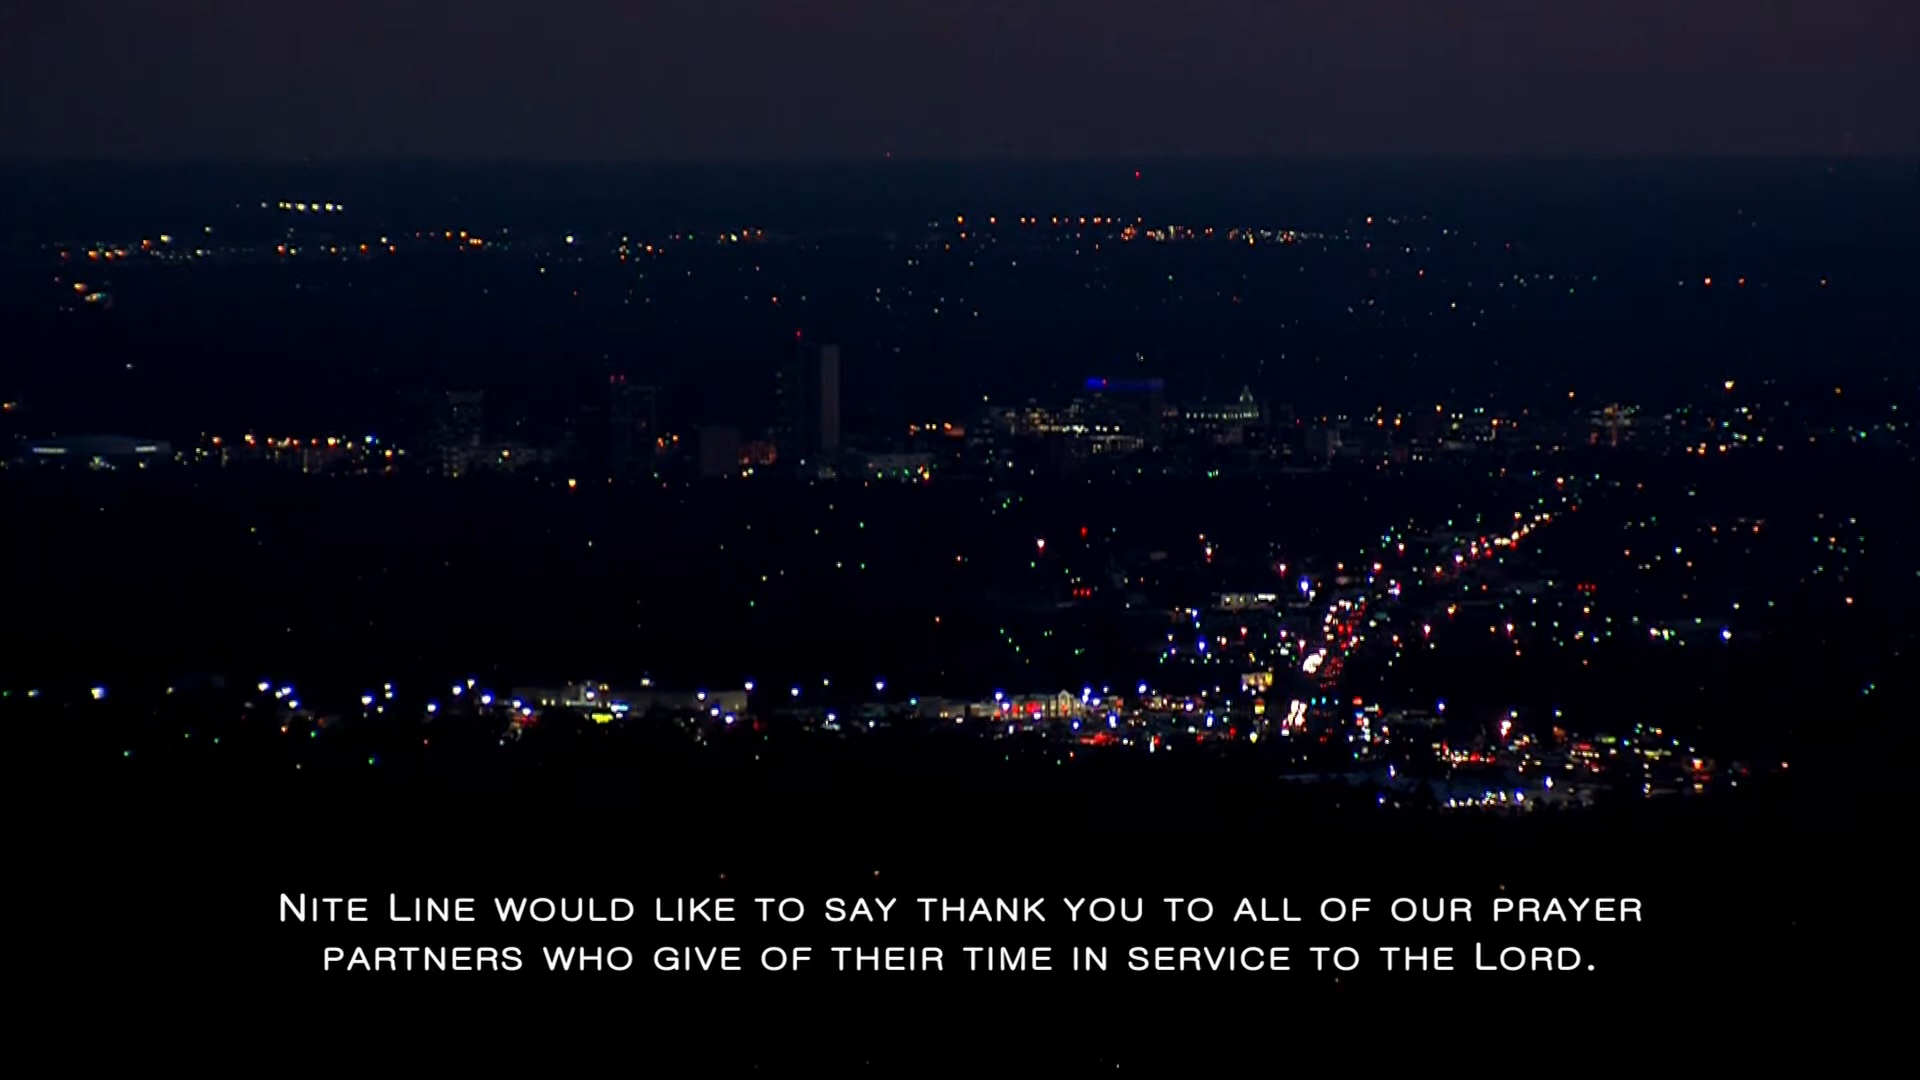 Nite Line would like to say thank you to all of our prayer
partners who give of their time in service to the Lord.